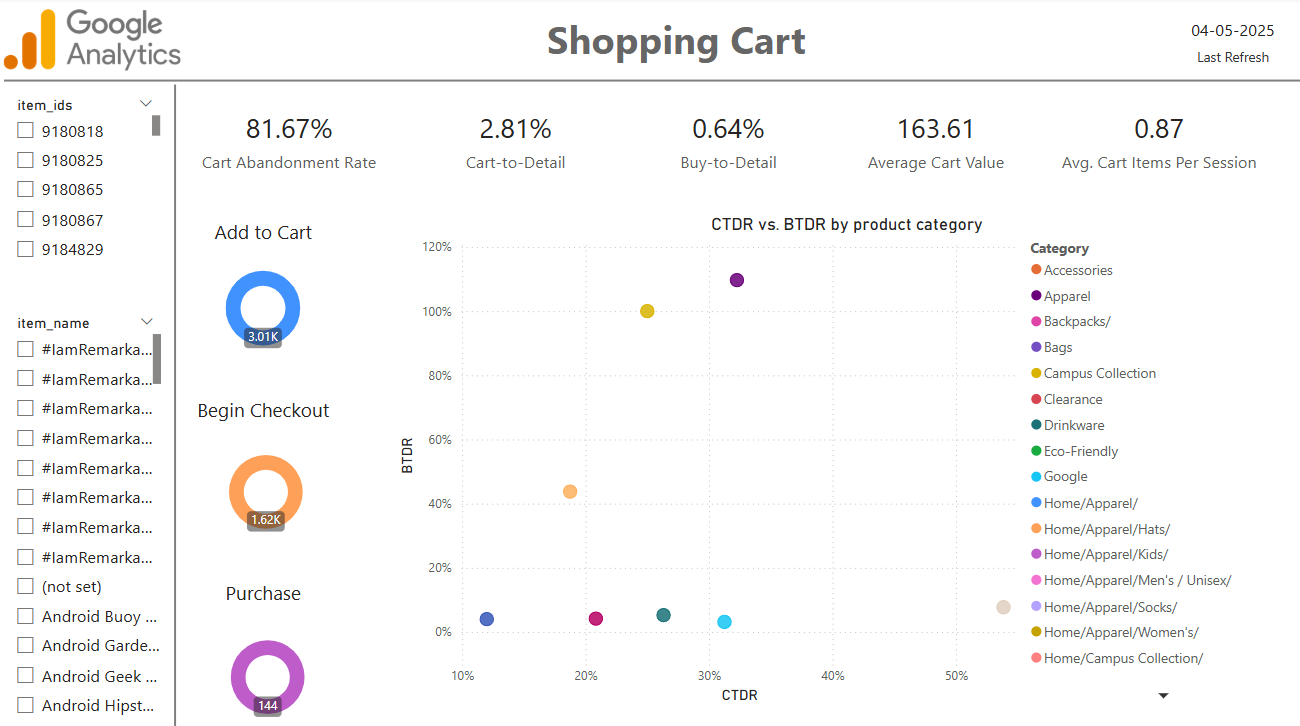 Google
Analytics
Shopping Cart
04-05-2025
Last Refresh
item_ids
9180818
9180825
9180865
9180867
9184829
item_name
#IamRemarka...
#IamRemarka...
#IamRemarka...
#IamRemarka...
#IamRemarka...
#IamRemarka...
#IamRemarka...
#IamRemarka...
(not set)
Android Buoy ...
Android Garde...
Android Geek ...
Android Hipst...
81.67%
Cart Abandonment Rate
2.81%
Cart-to-Detail
0.64%
Buy-to-Detail
163.61
Average Cart Value
0.87
Avg. Cart Items Per Session
Add to Cart
3.01K
Begin Checkout
1.62K
Purchase
144
CTDR vs. BTDR by product category
BTDR
120%
100%
80%
60%
40%
20%
0%
10%
20%
30%
40%
50%
CTDR
Category
Accessories
Apparel
Backpacks/
Bags
Campus Collection
Clearance
Drinkware
Eco-Friendly
Google
Home/Apparel/
Home/Apparel/Hats/
Home/Apparel/Kids/
Home/Apparel/Men's / Unisex/
Home/Apparel/Socks/
Home/Apparel/Women's/
Home/Campus Collection/